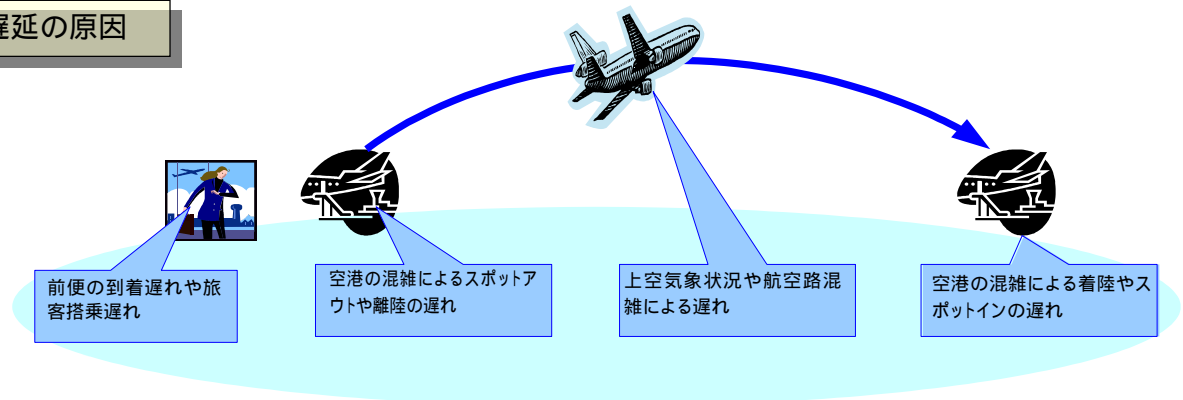 遅延の原因
前便の到着遅れや旅
客搭乗遅れ
空港の混雑によるスポットア
ウトや離陸の遅れ
上空気象状況や航空路混
雑による遅れ
空港の混雑による着陸やス
ポットインの遅れ